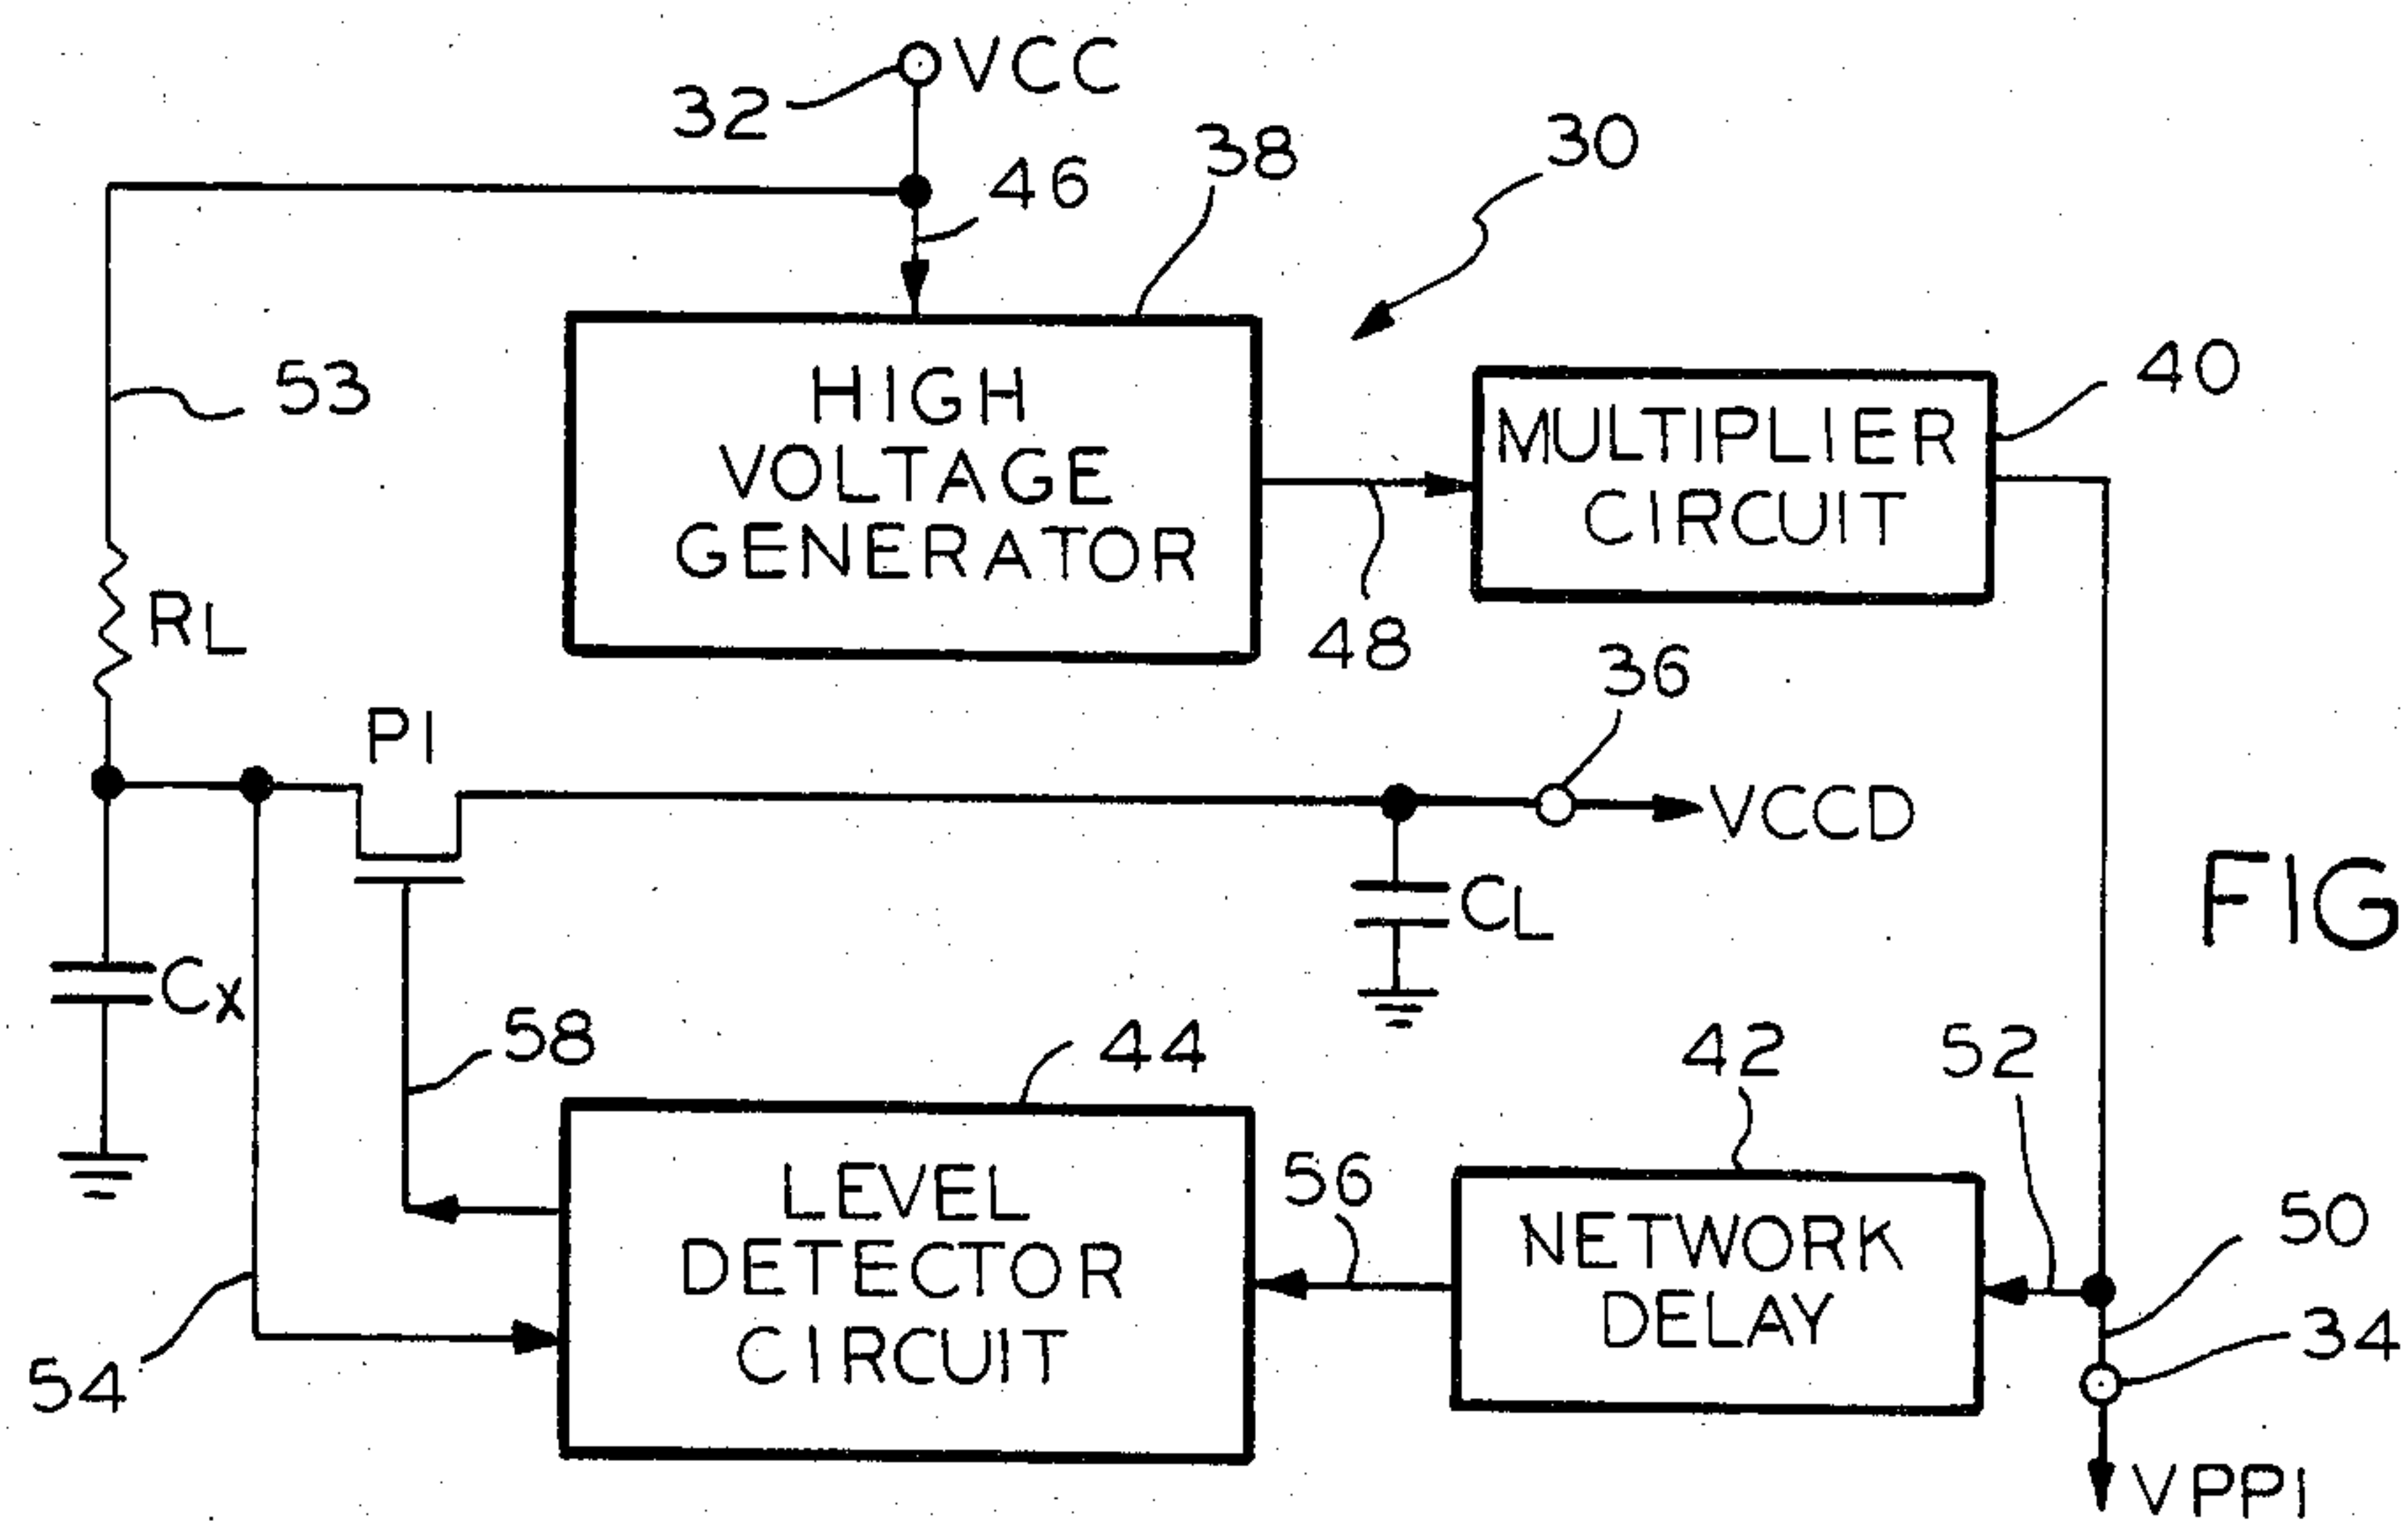 VCC
32
46
38
30
53
HIGH
VOLTAGE
GENERATOR
MULTIPLIER
CIRCUIT
40
48
RL
36
P1
VCCD
CL
FIG
CX
58
44
42
52
LEVEL
DETECTOR
CIRCUIT
56
NETWORK
DELAY
50
34
54
VPPI